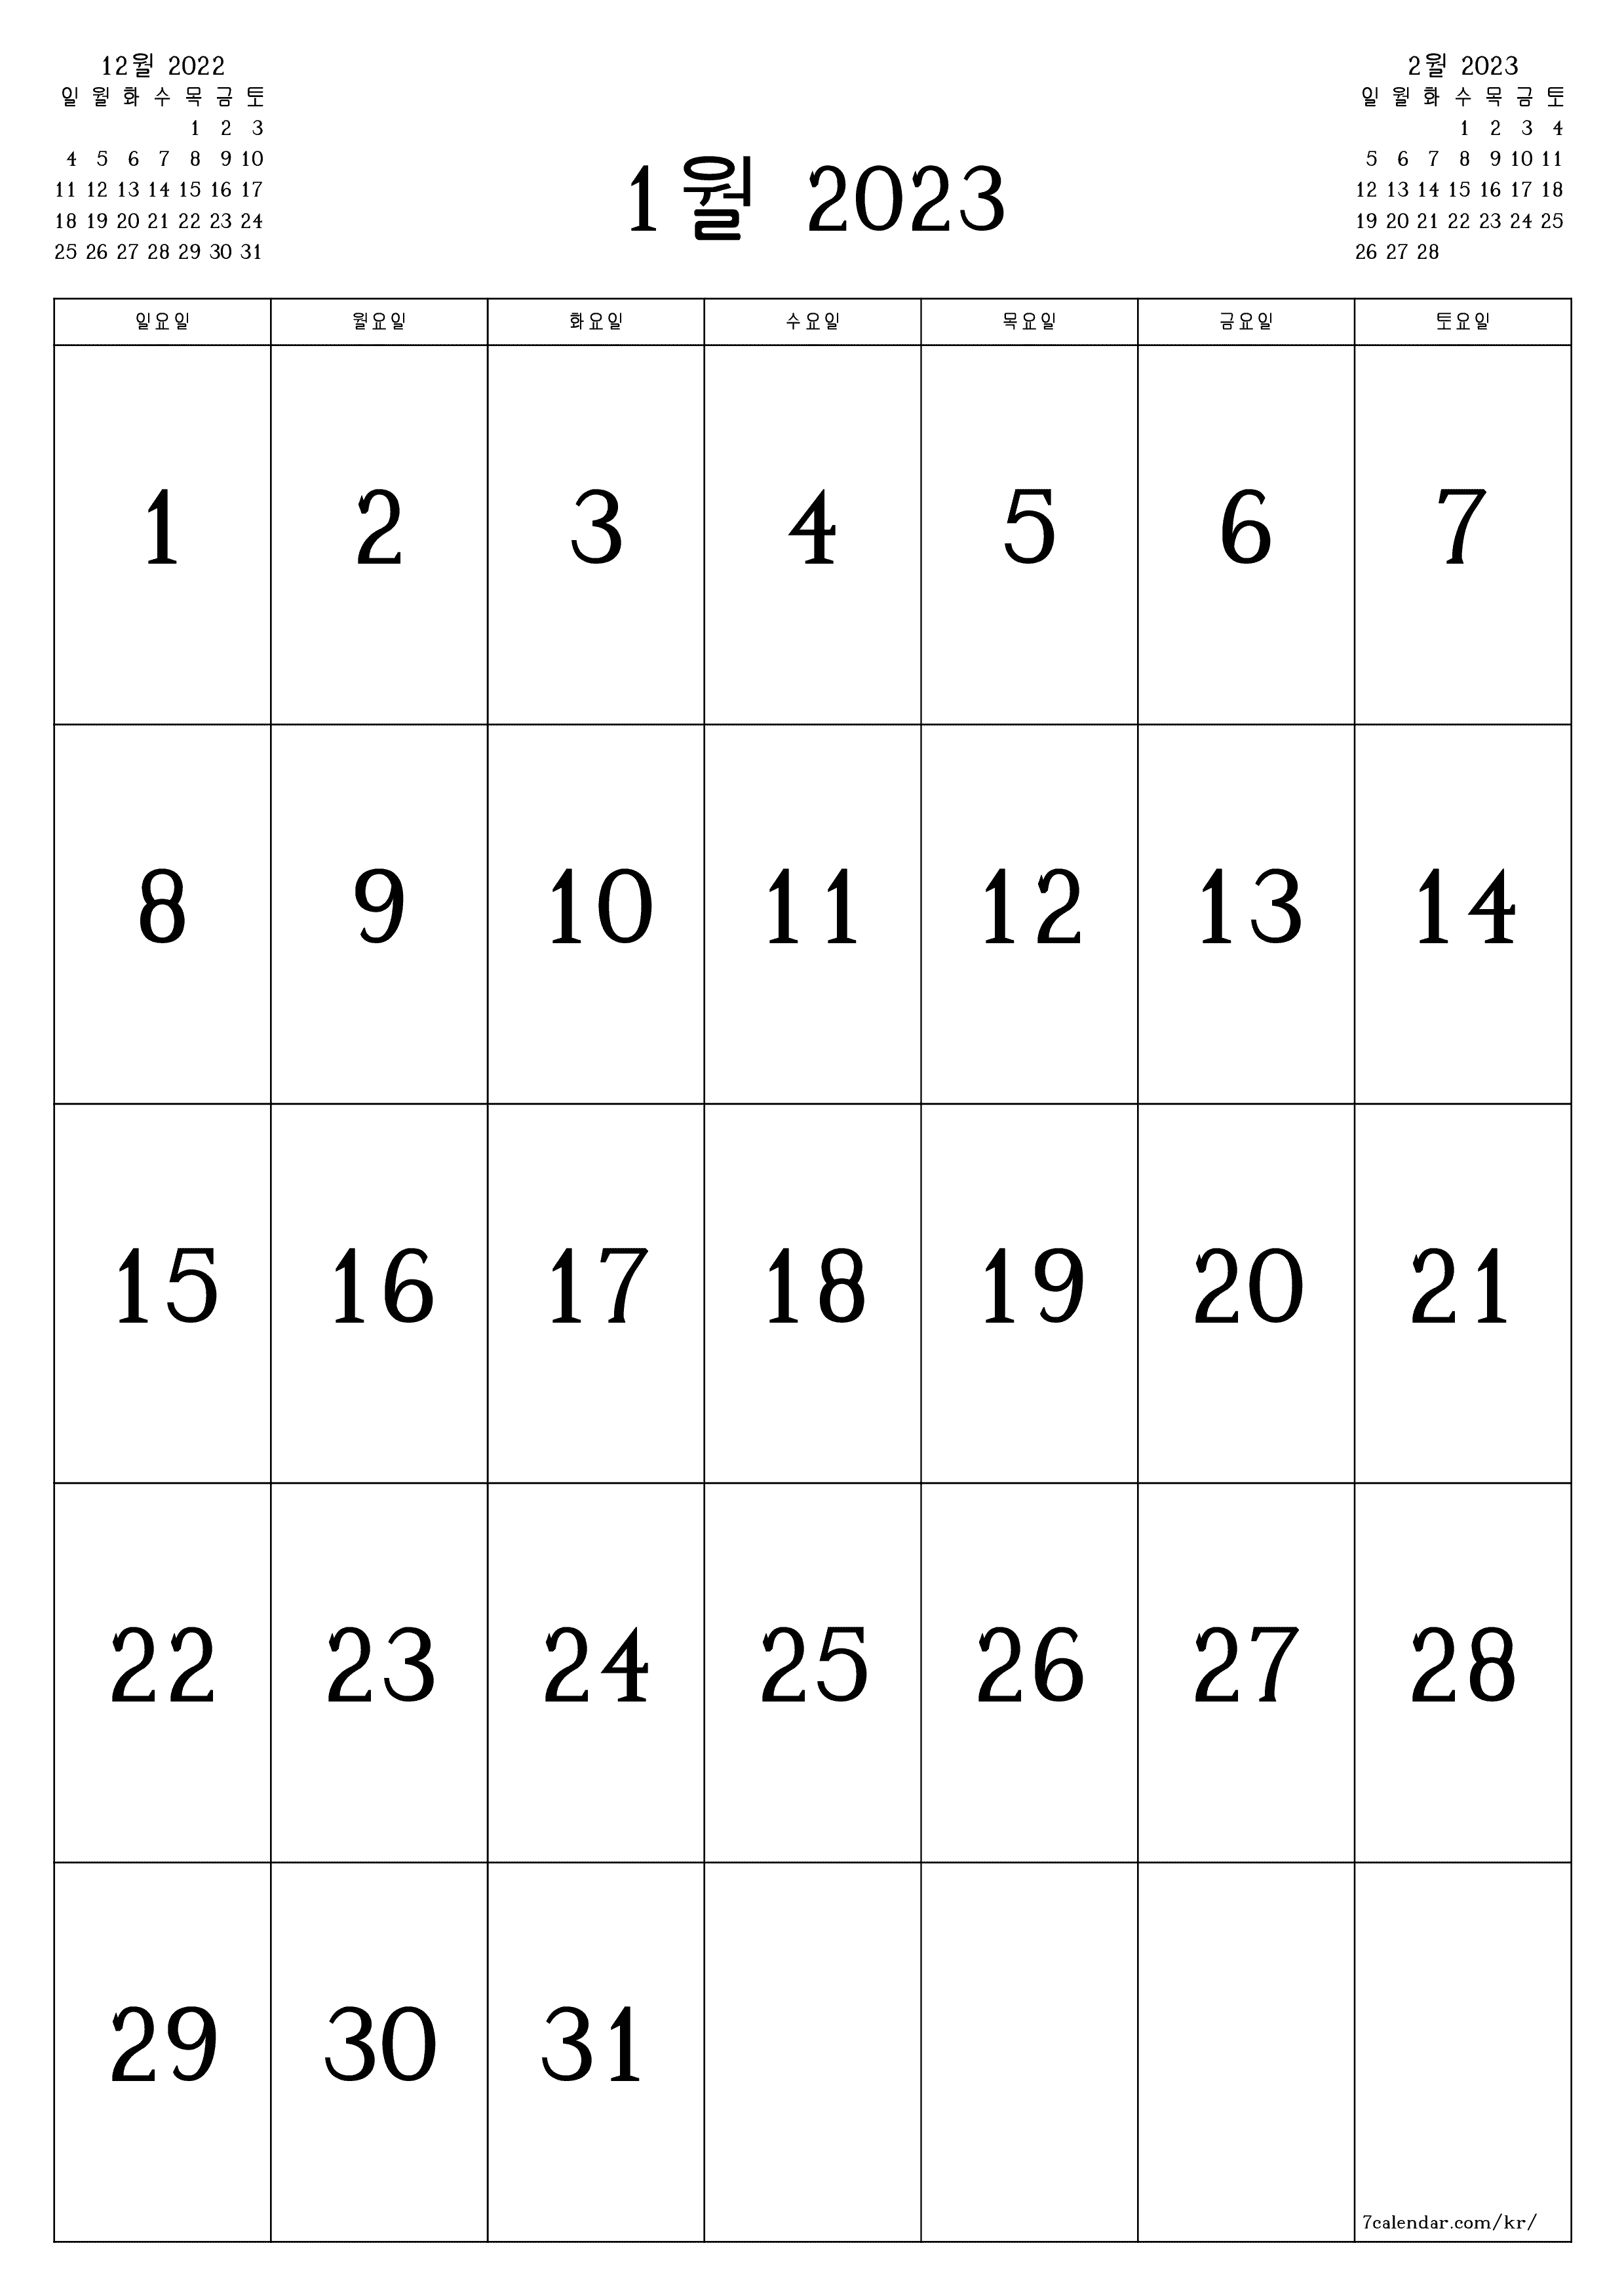 12월 2022
일 월 화 수 목 금 토
1 2 3
4 5 6 7 8 9 10
11 12 13 14 15 16 17
18 19 20 21 22 23 24
25 26 27 28 29 30 31
1월 2023
2월 2023
일 월 화 수 목 금 토
1 2 3 4
5 6 7 8 9 10 11
12 13 14 15 16 17 18
19 20 21 22 23 24 25
26 27 28
일요일 월요일 화요일 수요일 목요일 금요일 토요일
1 2 3 4 5 6 7
8 9 10 11 12 13 14
15 16 17 18 19 20 21
22 23 24 25 26 27 28
29 30 31
7calendar.com/kr/